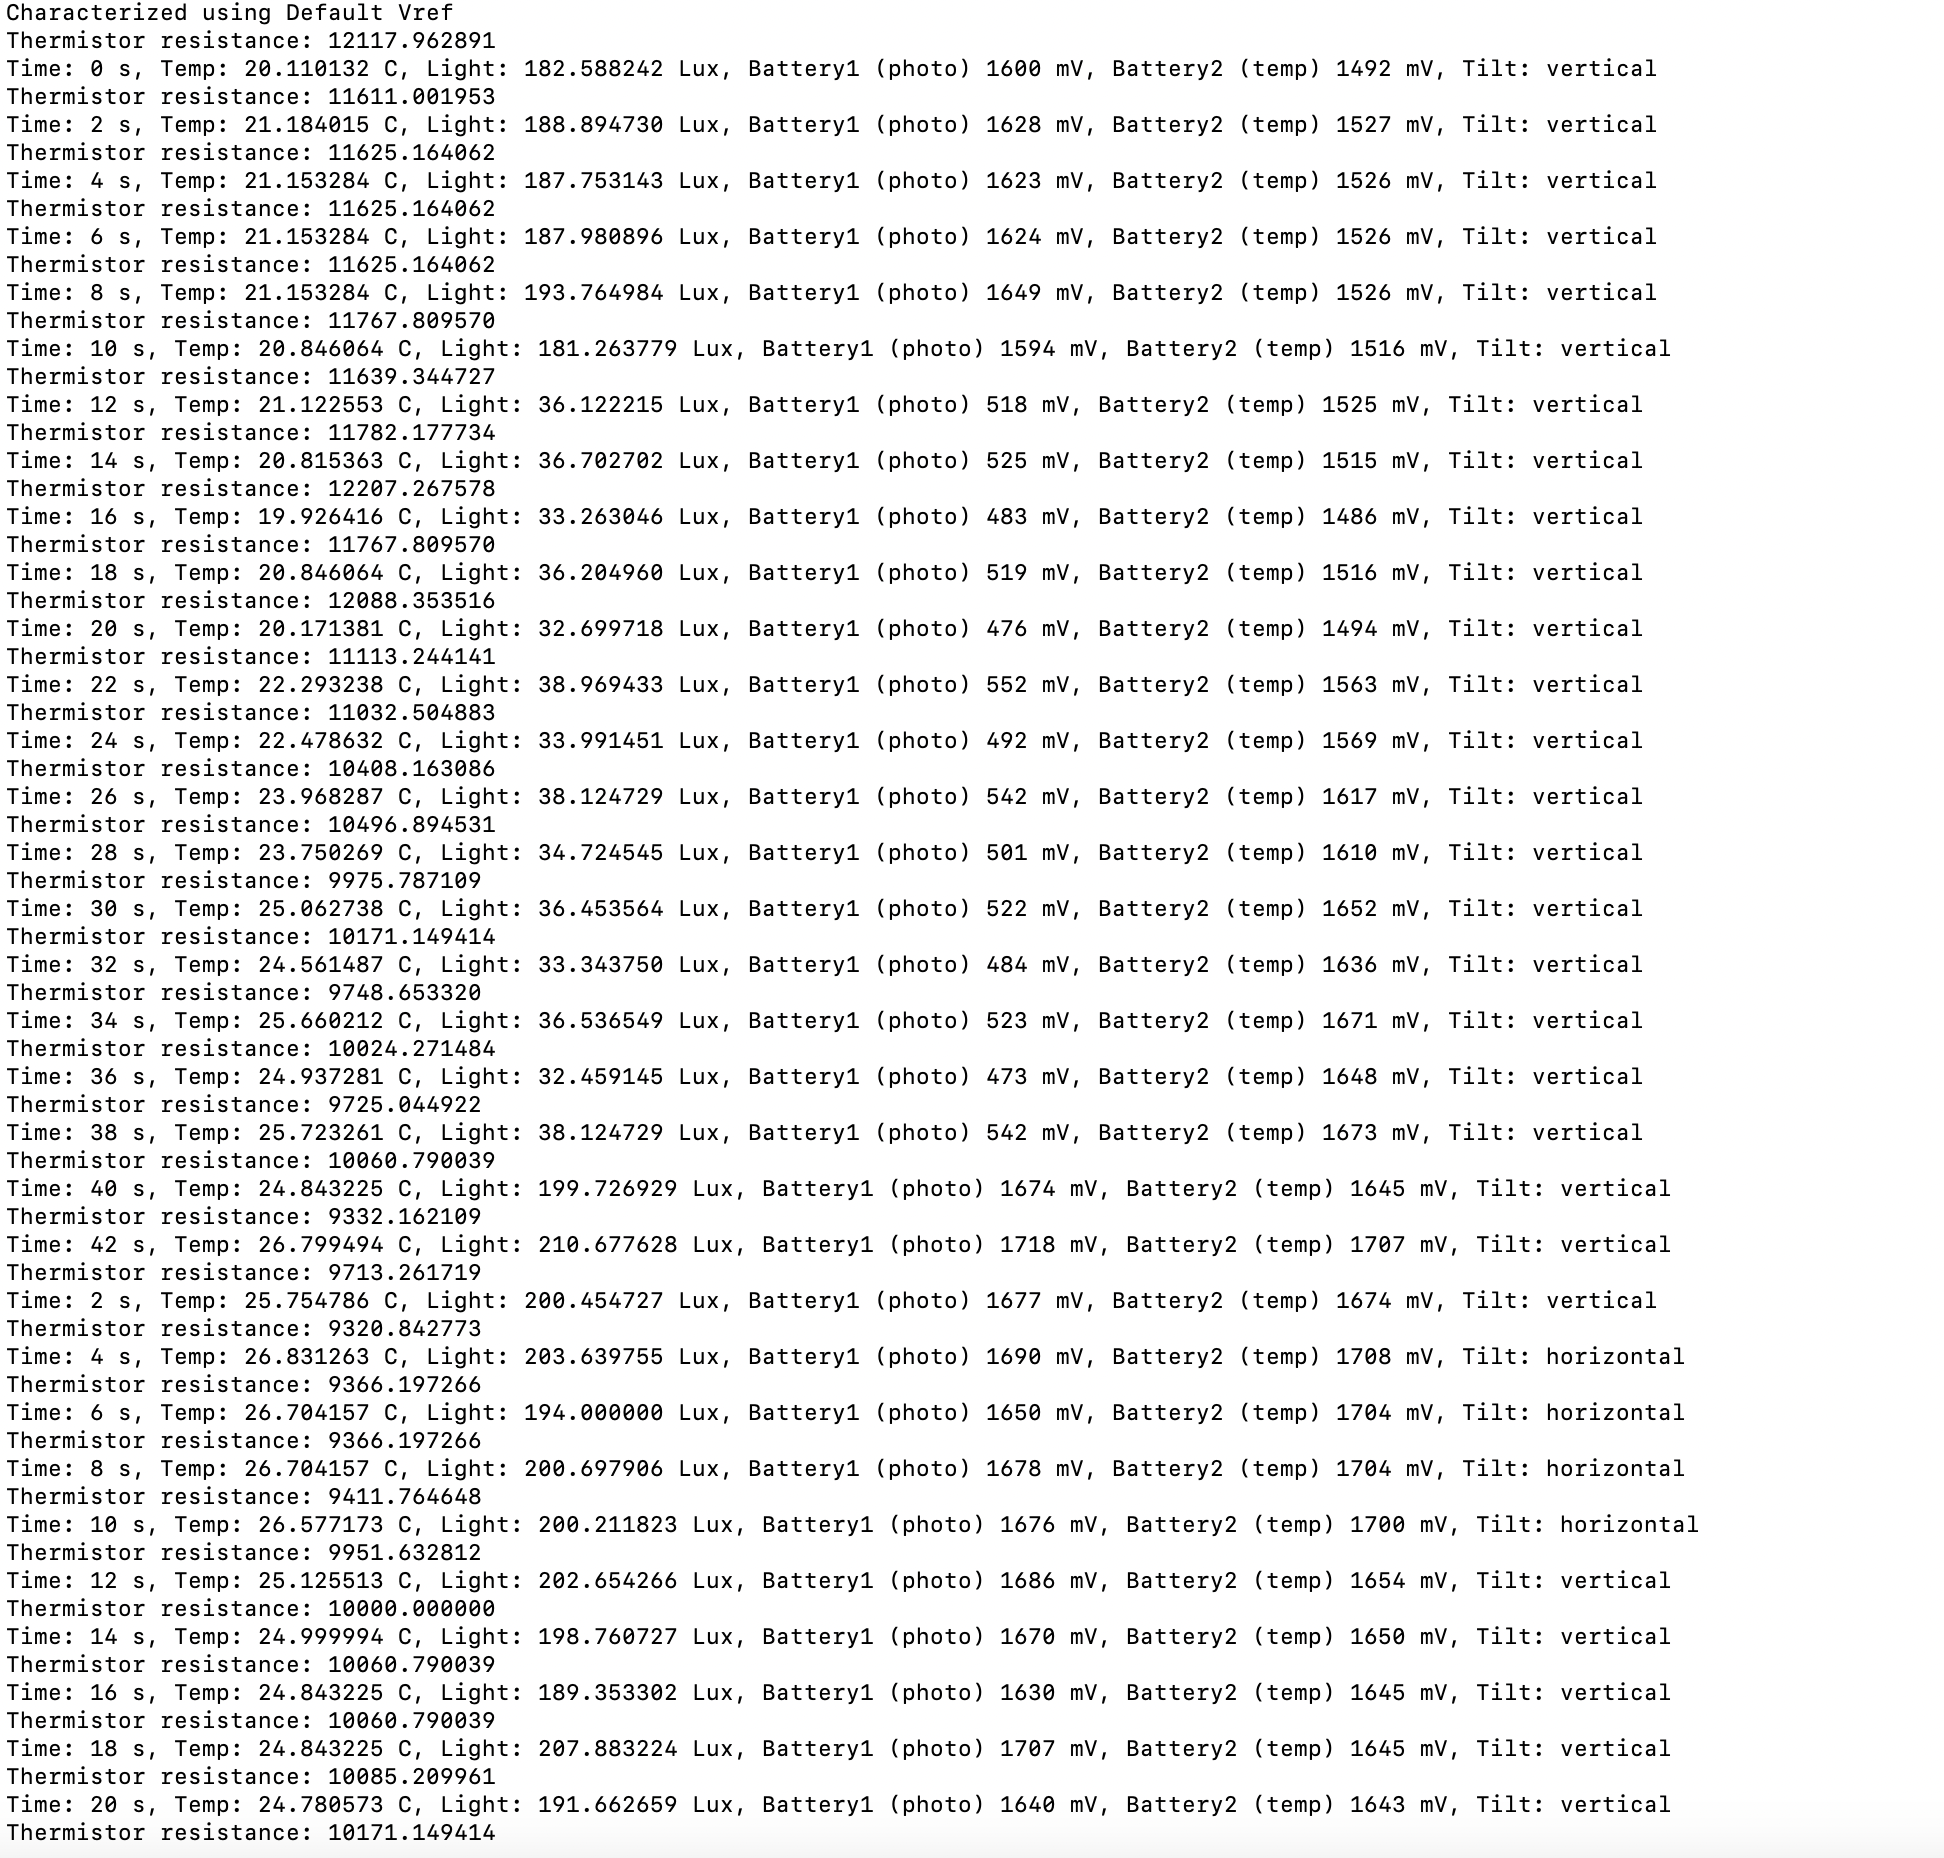 Characterized using Default Vref
Thermistor resistance: 12117.962891
Time: 0 s, Temp: 20.110132 C, Light: 182.588242 Lux, Battery1 (photo) 1600 mV, Battery2 (temp) 1492 mV, Tilt: vertical
Thermistor resistance: 11611.001953
Time: 2 s, Temp: 21.184015 C, Light: 188.894730 Lux, Battery1 (photo) 1628 mV, Battery2 (temp) 1527 mV, Tilt: vertical
Thermistor resistance: 11625.164062
Time: 4 s, Temp: 21.153284 C, Light: 187.753143 Lux, Battery1 (photo) 1623 mV, Battery2 (temp) 1526 mV, Tilt: vertical
Thermistor resistance: 11625.164062
Time: 6 s, Temp: 21.153284 C, Light: 187.980896 Lux, Battery1 (photo) 1624 mV, Battery2 (temp) 1526 mV, Tilt: vertical
Thermistor resistance: 11625.164062
Time: 8 s, Temp: 21.153284 C, Light: 193.764984 Lux, Battery1 (photo) 1649 mV, Battery2 (temp) 1526 mV, Tilt: vertical
Thermistor resistance: 11767.809570
Time: 10 s, Temp: 20.846064 C, Light: 181.263779 Lux, Battery1 (photo) 1594 mV, Battery2 (temp) 1516 mV, Tilt: vertical
Thermistor resistance: 11639.344727
Time: 12 s, Temp: 21.122553 C, Light: 36.122215 Lux, Battery1 (photo) 518 mV, Battery2 (temp) 1525 mV, Tilt: vertical
Thermistor resistance: 11782.177734
Time: 14 s, Temp: 20.815363 C, Light: 36.702702 Lux, Battery1 (photo) 525 mV, Battery2 (temp) 1515 mV, Tilt: vertical
Thermistor resistance: 12207.267578
Time: 16 s, Temp: 19.926416 C, Light: 33.263046 Lux, Battery1 (photo) 483 mV, Battery2 (temp) 1486 mV, Tilt: vertical
Thermistor resistance: 11767.809570
Time: 18 s, Temp: 20.846064 C, Light: 36.204960 Lux, Battery1 (photo) 519 mV, Battery2 (temp) 1516 mV, Tilt: vertical
Thermistor resistance: 12088.353516
Time: 20 s, Temp: 20.171381 C, Light: 32.699718 Lux, Battery1 (photo) 476 mV, Battery2 (temp) 1494 mV, Tilt: vertical
Thermistor resistance: 11113.244141
Time: 22 s, Temp: 22.293238 C, Light: 38.969433 Lux, Battery1 (photo) 552 mV, Battery2 (temp) 1563 mV, Tilt: vertical
Thermistor resistance: 11032.504883
Time: 24 s, Temp: 22.478632 C, Light: 33.991451 Lux, Battery1 (photo) 492 mV, Battery2 (temp) 1569 mV, Tilt: vertical
Thermistor resistance: 10408.163086
Time: 26 s, Temp: 23.968287 C, Light: 38.124729 Lux, Battery1 (photo) 542 mV, Battery2 (temp) 1617 mV, Tilt: vertical
Thermistor resistance: 10496.894531
Time: 28 s, Temp: 23.750269 C, Light: 34.724545 Lux, Battery1 (photo) 501 mV, Battery2 (temp) 1610 mV, Tilt: vertical
Thermistor resistance: 9975.787109
Time: 30 s, Temp: 25.062738 C, Light: 36.453564 Lux, Battery1 (photo) 522 mV, Battery2 (temp) 1652 mV, Tilt: vertical
Thermistor resistance: 10171.149414
Time: 32 s, Temp: 24.561487 C, Light: 33.343750 Lux, Battery1 (photo) 484 mV, Battery2 (temp) 1636 mV, Tilt: vertical
Thermistor resistance: 9748.653320
Time: 34 s, Temp: 25.660212 C, Light: 36.536549 Lux, Battery1 (photo) 523 mV, Battery2 (temp) 1671 mV, Tilt: vertical
Thermistor resistance: 10024.271484
Time: 36 s, Temp: 24.937281 C, Light: 32.459145 Lux, Battery1 (photo) 473 mV, Battery2 (temp) 1648 mV, Tilt: vertical
Thermistor resistance: 9725.044922
Time: 38 s, Temp: 25.723261 C, Light: 38.124729 Lux, Battery1 (photo) 542 mV, Battery2 (temp) 1673 mV, Tilt: vertical
Thermistor resistance: 10060.790039
Time: 40 s, Temp: 24.843225 C, Light: 199.726929 Lux, Battery1 (photo) 1674 mV, Battery2 (temp) 1645 mV, Tilt: vertical
Thermistor resistance: 9332.162109
Time: 42 s, Temp: 26.799494 C, Light: 210.677628 Lux, Battery1 (photo) 1718 mV, Battery2 (temp) 1707 mV, Tilt: vertical
Thermistor resistance: 9713.261719
Time: 2 s, Temp: 25.754786 C, Light: 200.454727 Lux, Battery1 (photo) 1677 mV, Battery2 (temp) 1674 mV, Tilt: vertical
Thermistor resistance: 9320.842773
Time: 4 s, Temp: 26.831263 C, Light: 203.639755 Lux, Battery1 (photo) 1690 mV, Battery2 (temp) 1708 mV, Tilt: horizontal
Thermistor resistance: 9366.197266
Time: 6 s, Temp: 26.704157 C, Light: 194.000000 Lux, Battery1 (photo) 1650 mV, Battery2 (temp) 1704 mV, Tilt: horizontal
Thermistor resistance: 9366.197266
Time: 8 s, Temp: 26.704157 C, Light: 200.697906 Lux, Battery1 (photo) 1678 mV, Battery2 (temp) 1704 mV, Tilt: horizontal
Thermistor resistance: 9411.764648
Time: 10 s, Temp: 26.577173 C, Light: 200.211823 Lux, Battery1 (photo) 1676 mV, Battery2 (temp) 1700 mV, Tilt: horizontal
Thermistor resistance: 9951.632812
Time: 12 s, Temp: 25.125513 C, Light: 202.654266 Lux, Battery1 (photo) 1686 mV, Battery2 (temp) 1654 mV, Tilt: vertical
Thermistor resistance: 10000.000000
Time: 14 s, Temp: 24.999994 C, Light: 198.760727 Lux, Battery1 (photo) 1670 mV, Battery2 (temp) 1650 mV, Tilt: vertical
Thermistor resistance: 10060.790039
Time: 16 s, Temp: 24.843225 C, Light: 189.353302 Lux, Battery1 (photo) 1630 mV, Battery2 (temp) 1645 mV, Tilt: vertical
Thermistor resistance: 10060.790039
Time: 18 s, Temp: 24.843225 C, Light: 207.883224 Lux, Battery1 (photo) 1707 mV, Battery2 (temp) 1645 mV, Tilt: vertical
Thermistor resistance: 10085.209961
Time: 20 s, Temp: 24.780573 C, Light: 191.662659 Lux, Battery1 (photo) 1640 mV, Battery2 (temp) 1643 mV, Tilt: vertical
Thermistor resistance: 10171.149414